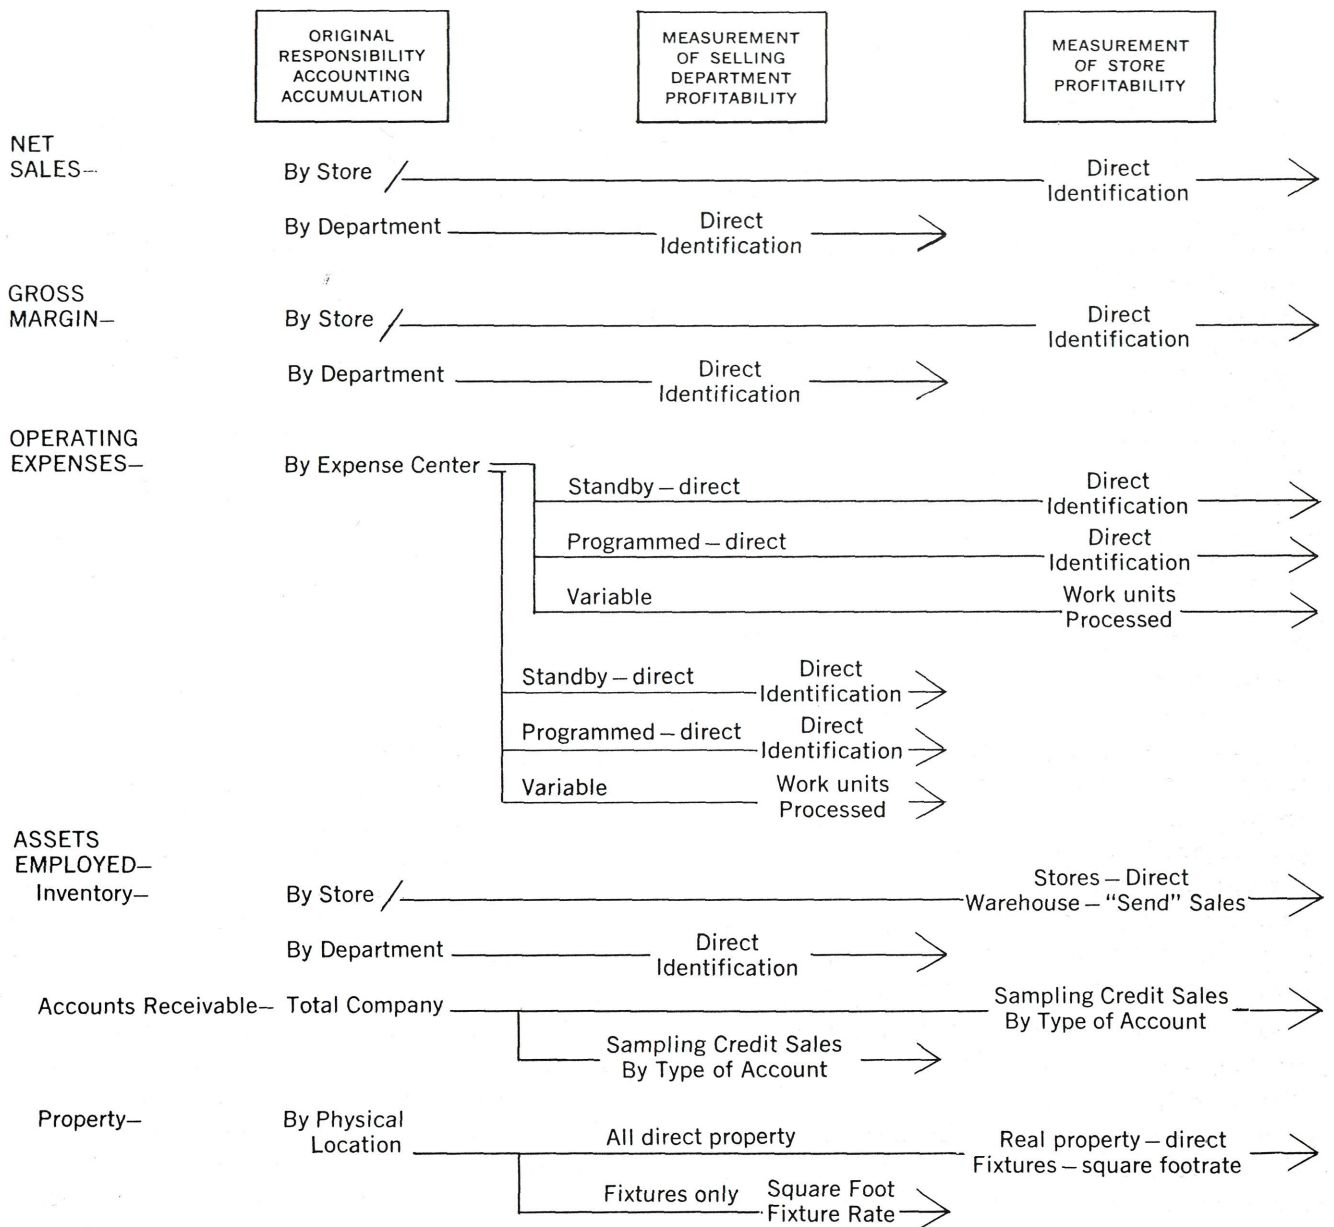 ORIGINAL
RESPONSIBILITY
ACCOUNTING
ACCUMULATION
MEASUREMENT
OF SELLING
DEPARTMENT
PROFITABILITY
MEASUREMENT
OF STORE
PROFITABILITY
NET
SALES—
By Store
Direct
Identification
By Department
Direct
Identification
GROSS
MARGIN—
By Store
Direct
Identification
By Department
Direct
Identification
OPERATING
EXPENSES—
By Expense Center
Standby — direct
Direct
Identification
Programmed — direct
Direct
Identification
Variable
Work units
Processed
Standby — direct
Direct
Identification
Programmed — direct
Direct
Identification
Variable
Work units
Processed
ASSETS
EMPLOYED—
Inventory—
By Store
Stores — Direct
Warehouse — "Send" Sales
By Department
Direct
Identification
Accounts Receivable—
Total Company
Sampling Credit Sales
By Type of Account
Sampling Credit Sales
By Type of Account
Property—
By Physical
Location
All direct property
Real property — direct
Fixtures — square footrate
Fixtures only
Square Foot
Fixture Rate